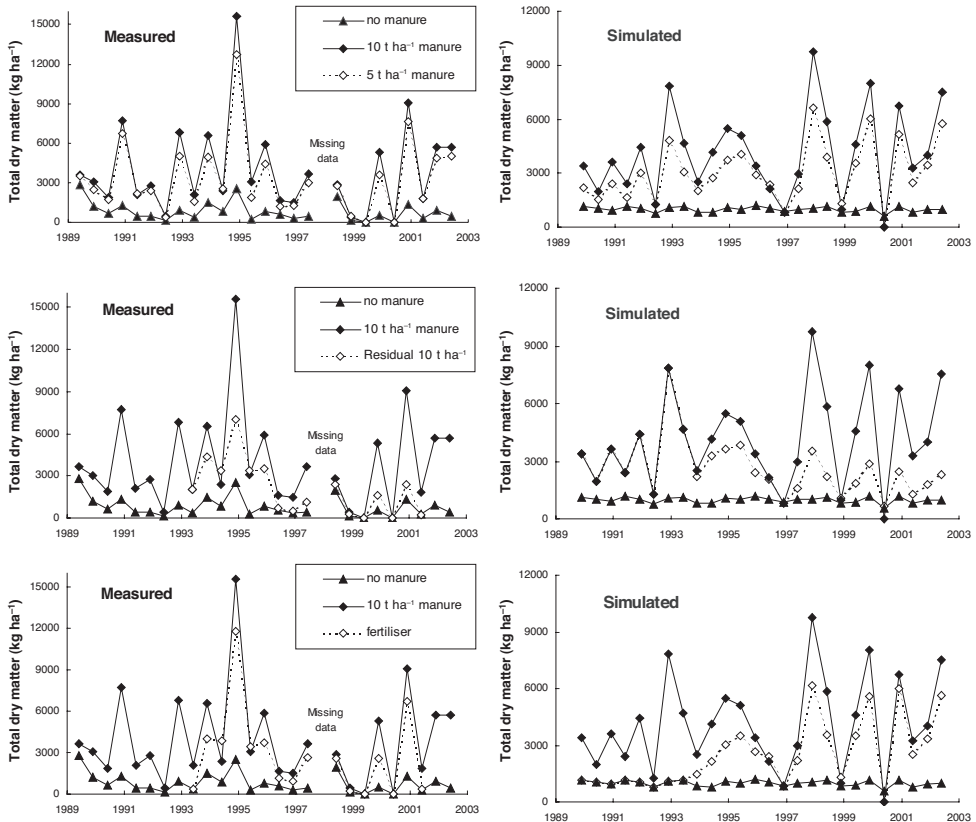 Total dry matter (kg ha⁻¹)
15000
12000
9000
6000
3000
0
Measured
no manure
10 t ha⁻¹ manure
5 t ha⁻¹ manure
Missing
data
1989 1991 1993 1995 1997 1999 2001 2003
Total dry matter (kg ha⁻¹)
12000
9000
6000
3000
0
Simulated
1989 1991 1993 1995 1997 1999 2001 2003
Total dry matter (kg ha⁻¹)
15000
12000
9000
6000
3000
0
Measured
no manure
10 t ha⁻¹ manure
Residual 10 t ha⁻¹
Missing
data
1989 1991 1993 1995 1997 1999 2001 2003
Total dry matter (kg ha⁻¹)
12000
9000
6000
3000
0
Simulated
1989 1991 1993 1995 1997 1999 2001 2003
Total dry matter (kg ha⁻¹)
15000
12000
9000
6000
3000
0
Measured
no manure
10 t ha⁻¹ manure
fertiliser
Missing
data
1989 1991 1993 1995 1997 1999 2001 2003
Total dry matter (kg ha⁻¹)
12000
9000
6000
3000
0
Simulated
1989 1991 1993 1995 1997 1999 2001 2003